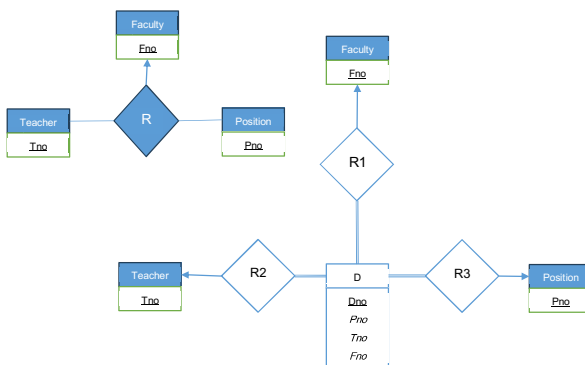 Faculty
Fno
Teacher
Tno
R
Position
Pno
Faculty
Fno
R1
Teacher
Tno
R2
D
Dno
Pno
Tno
Fno
R3
Position
Pno